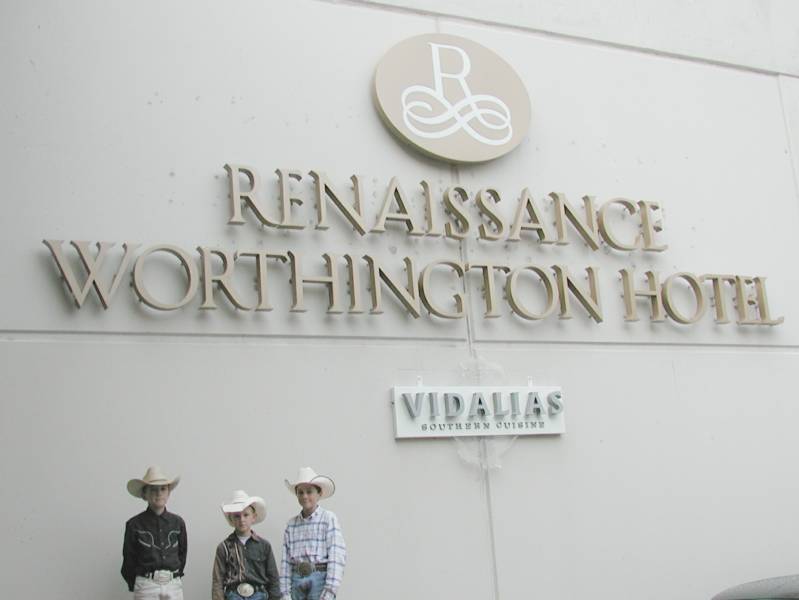 R
RENAISSANCE
WORTHINGTON HOTEL
VIDALIAS
SOUTHERN CUISINE